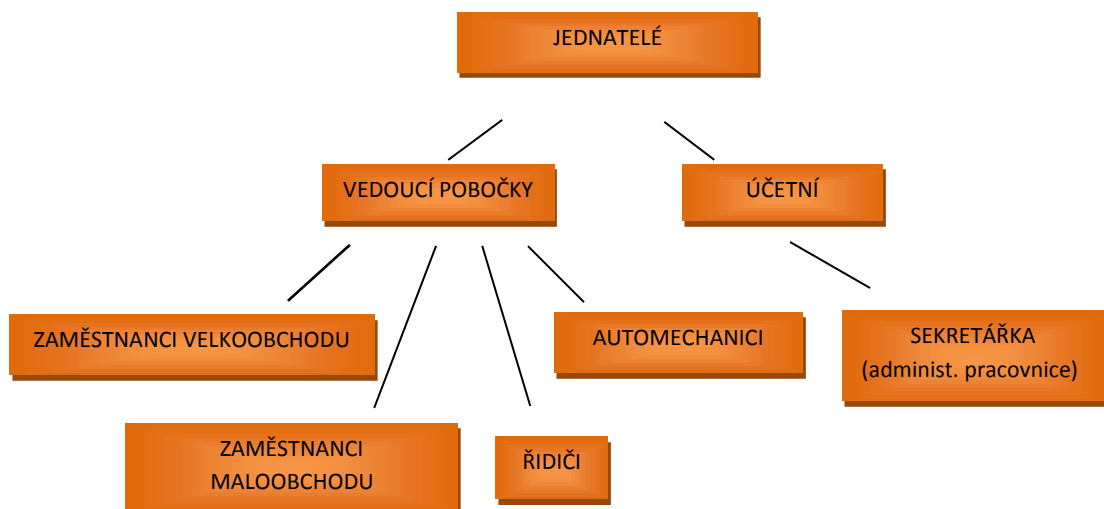 JEDNATELÉ
VEDOUCÍ POBOČKY
ÚČETNÍ
ZAMĚSTNANCI VELKOOBCHODU
AUTOMECHANICI
SEKRETÁŘKA
(administ. pracovnice)
ZAMĚSTNANCI
MALOOBCHODU
ŘIDIČI